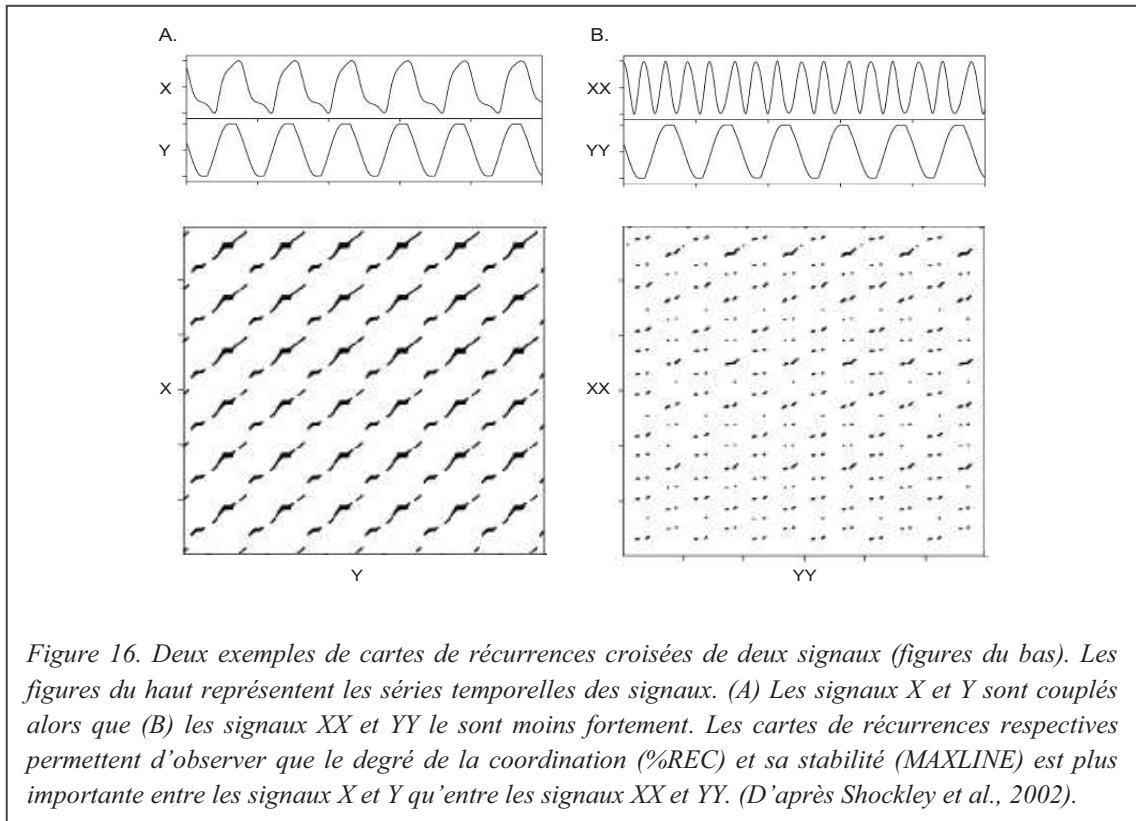 A.
B.
X
Y
XX
YY
X
XX
Y
YY
Figure 16. Deux exemples de cartes de récurrences croisées de deux signaux (figures du bas). Les
figures du haut représentent les séries temporelles des signaux. (A) Les signaux X et Y sont couplés
alors que (B) les signaux XX et YY le sont moins fortement. Les cartes de récurrences respectives
permettent d'observer que le degré de la coordination (%REC) et sa stabilité (MAXLINE) est plus
importante entre les signaux X et Y qu'entre les signaux XX et YY. (D'après Shockley et al., 2002).